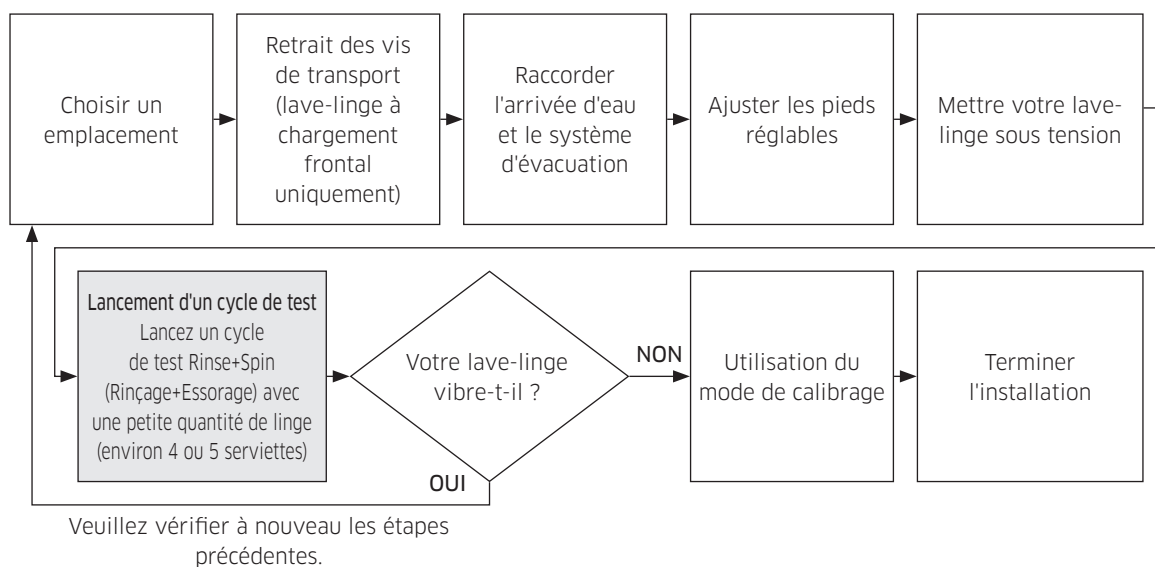 Choisir un
emplacement
Retrait des vis
de transport
(lave-linge à
chargement
frontal
uniquement)
Raccorder
l'arrivée d'eau
et le système
d'évacuation
Ajuster les pieds
réglables
Mettre votre lave-
linge sous tension
Lancement d'un cycle de test
Lancez un cycle
de test Rinse+Spin
(Rinçage+Essorage) avec
une petite quantité de linge
(environ 4 ou 5 serviettes)
Votre lave-linge
vibre-t-il ?
NON
OUI
Utilisation du
mode de calibrage
Terminer
l'installation
Veuillez vérifier à nouveau les étapes
précédentes.